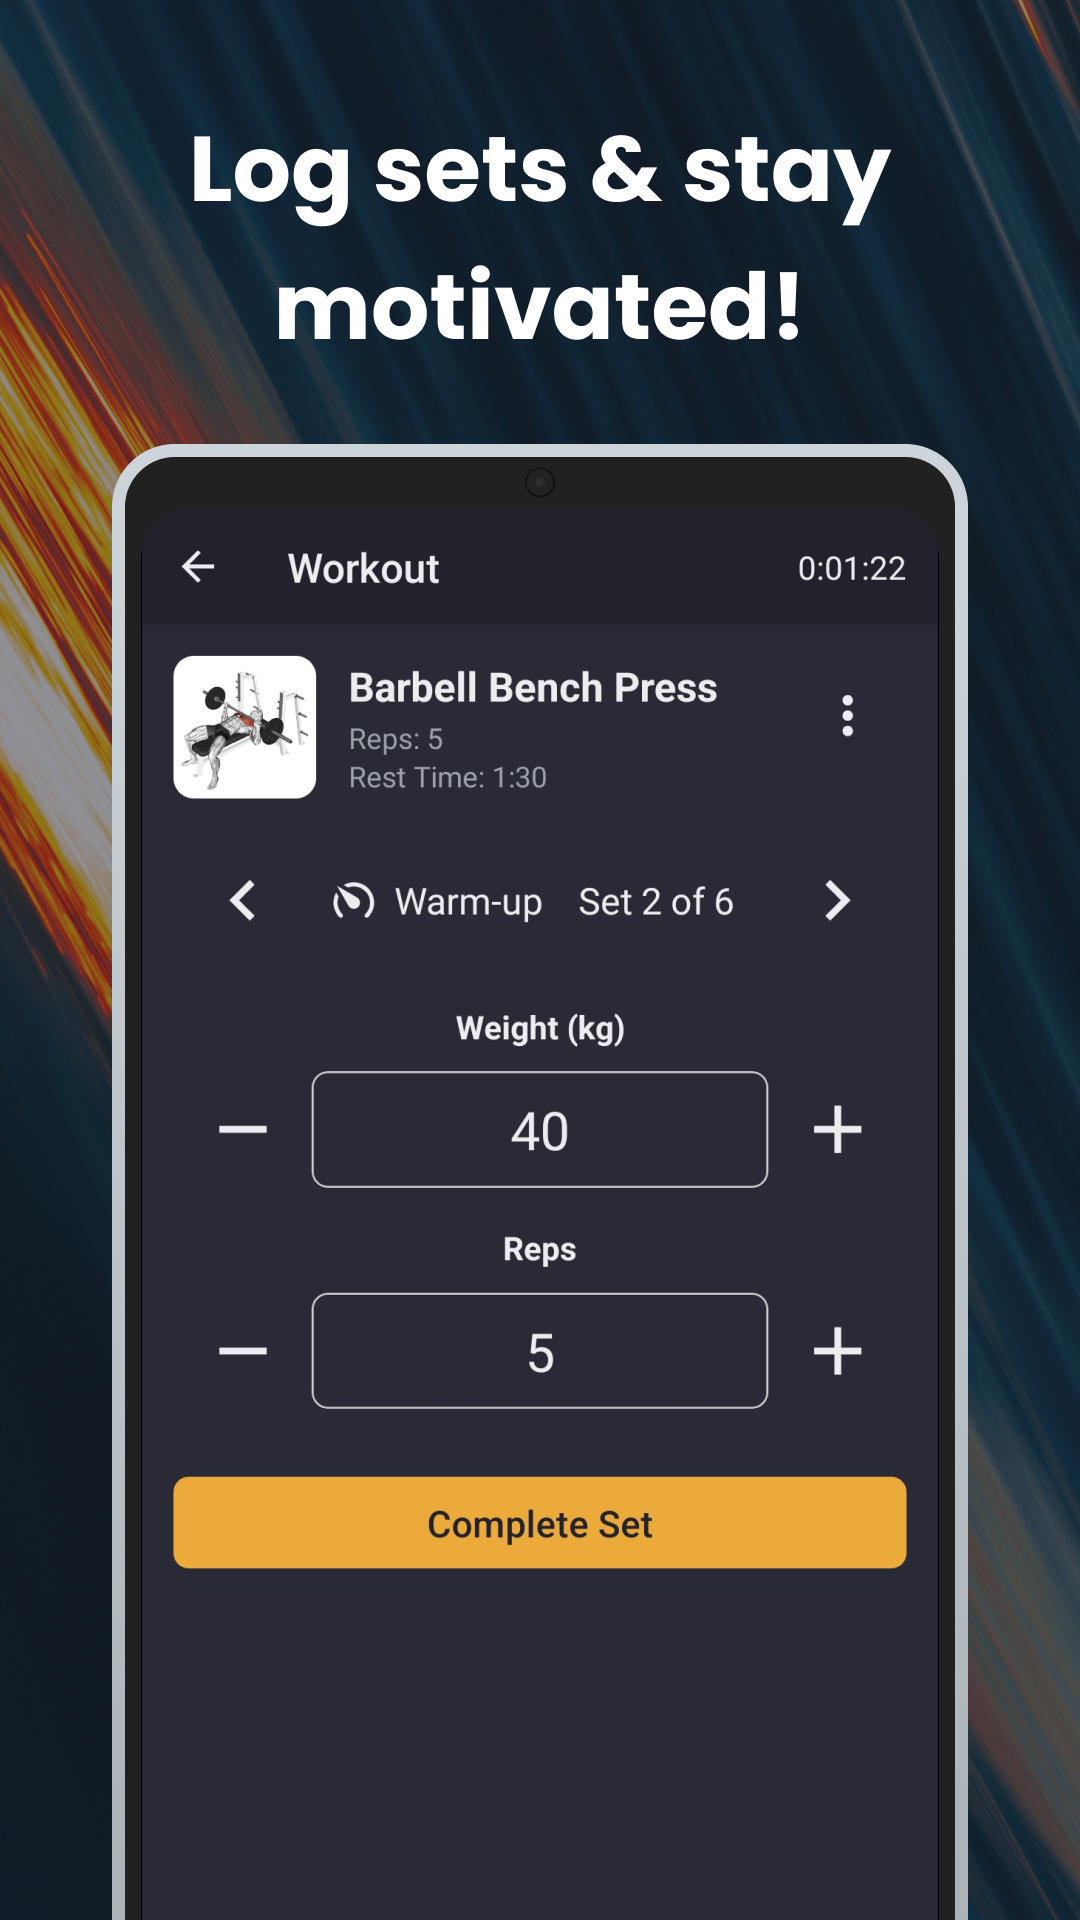 Log sets & stay
motivated!
Workout
0:01:22
Barbell Bench Press
Reps: 5
Rest Time: 1:30
Warm-up Set 2 of 6
Weight (kg)
40
Reps
5
Complete Set